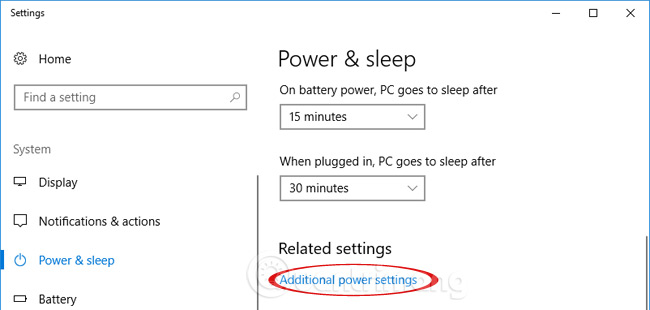 Settings
Home
Find a setting
System
Display
Notifications & actions
Power & sleep
Battery
Power & sleep
On battery power, PC goes to sleep after
15 minutes
When plugged in, PC goes to sleep after
30 minutes
Related settings
Additional power settings